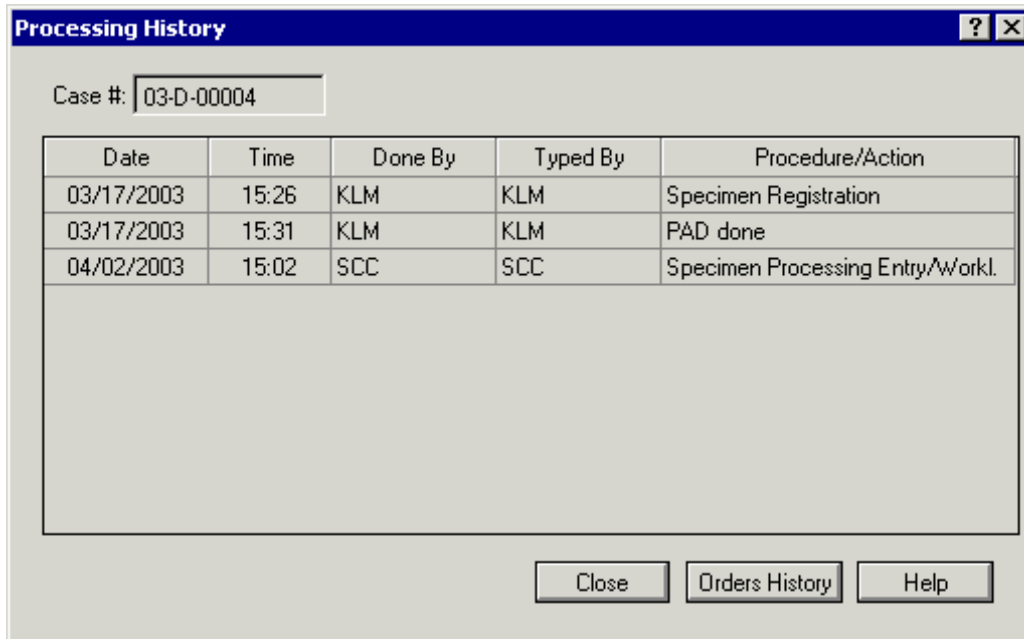 Processing History
Case #: 03-D-00004
Date Time Done By Typed By Procedure/Action
03/17/2003 15:26 KLM KLM Specimen Registration
03/17/2003 15:31 KLM KLM PAD done
04/02/2003 15:02 SCC SCC Specimen Processing Entry/Workl.
Close Orders History Help